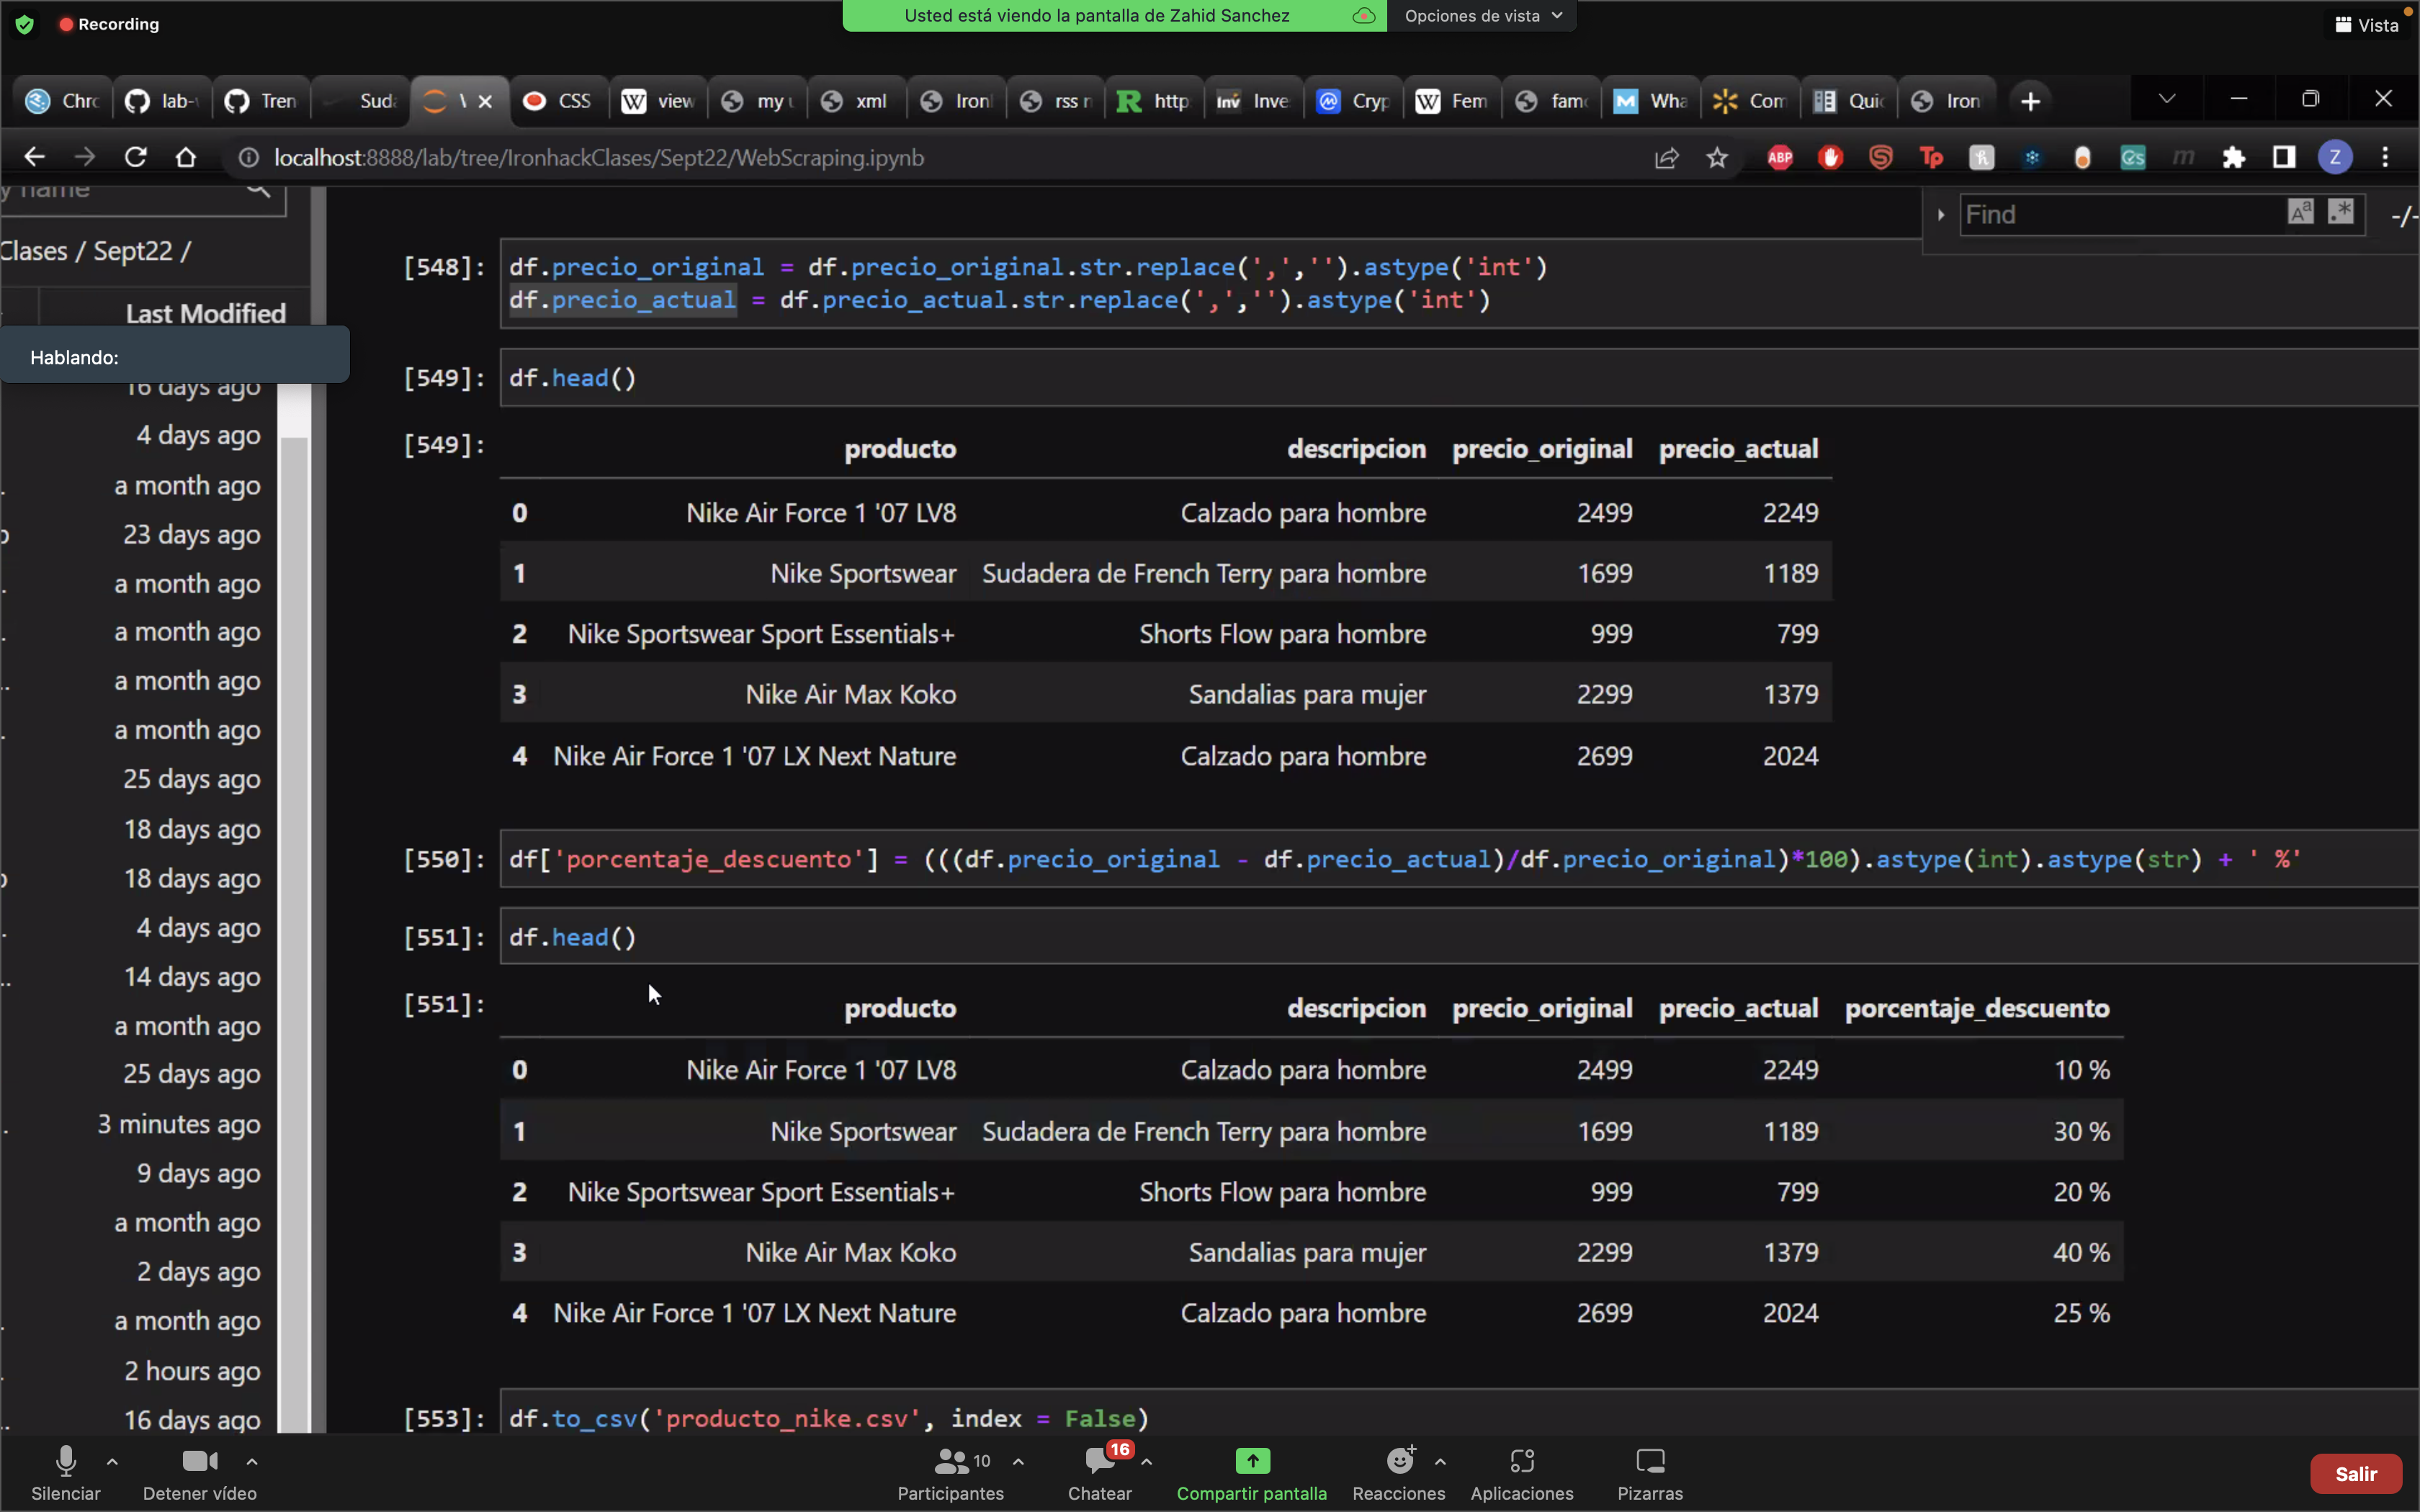 Recording
Usted está viendo la pantalla de Zahid Sanchez
Opciones de vista
Vista
Chrc
lab-
Tren
Suda
CSS
view
my
xml
Iron
rss
http
Inve
Cryp
Fem
famo
Wha
Com
Quic
Iron
localhost:8888/lab/tree/IronhackClases/Sept22/WebScraping.ipynb
y name
Find
-/-
Clases / Sept22 /
Last Modified
Hablando:
16 days ago
4 days ago
a month ago
23 days ago
a month ago
a month ago
a month ago
a month ago
25 days ago
18 days ago
18 days ago
4 days ago
14 days ago
a month ago
25 days ago
3 minutes ago
9 days ago
a month ago
2 days ago
a month ago
2 hours ago
16 days ago
[548]: df.precio_original = df.precio_original.str.replace(',','').astype('int')
df.precio_actual = df.precio_actual.str.replace(',','').astype('int')
[549]: df.head()
[549]: producto descripcion precio_original precio_actual
0 Nike Air Force 1 '07 LV8 Calzado para hombre 2499 2249
1 Nike Sportswear Sudadera de French Terry para hombre 1699 1189
2 Nike Sportswear Sport Essentials+ Shorts Flow para hombre 999 799
3 Nike Air Max Koko Sandalias para mujer 2299 1379
4 Nike Air Force 1 '07 LX Next Nature Calzado para hombre 2699 2024
[550]: df['porcentaje_descuento'] = (((df.precio_original - df.precio_actual)/df.precio_original)*100).astype(int).astype(str) + ' %'
[551]: df.head()
[551]: producto descripcion precio_original precio_actual porcentaje_descuento
0 Nike Air Force 1 '07 LV8 Calzado para hombre 2499 2249 10 %
1 Nike Sportswear Sudadera de French Terry para hombre 1699 1189 30 %
2 Nike Sportswear Sport Essentials+ Shorts Flow para hombre 999 799 20 %
3 Nike Air Max Koko Sandalias para mujer 2299 1379 40 %
4 Nike Air Force 1 '07 LX Next Nature Calzado para hombre 2699 2024 25 %
[553]: df.to_csv('producto_nike.csv', index = False)
Silenciar
Detener vídeo
10
Participantes
16
Chatear
Compartir pantalla
Reacciones
Aplicaciones
Pizarras
Salir